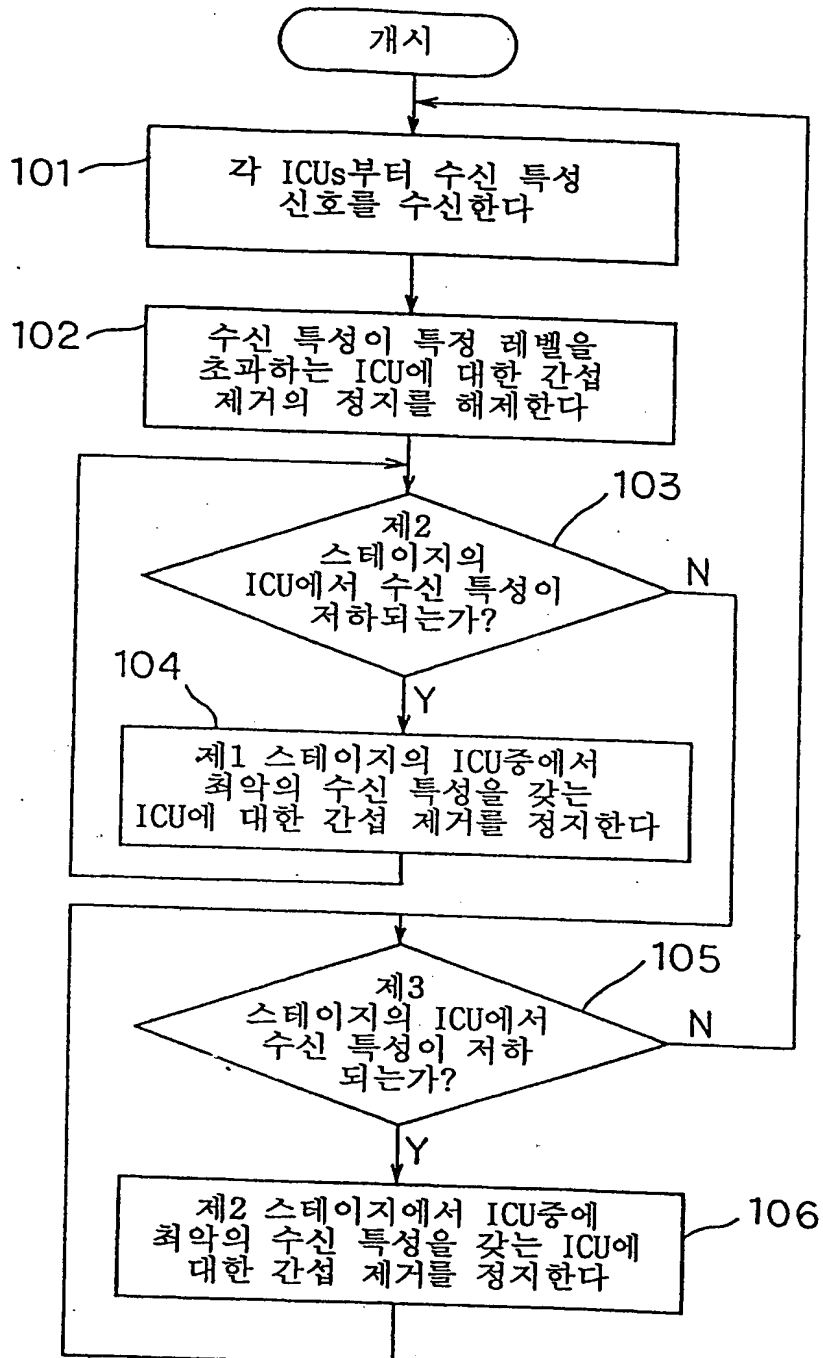 개시
101
각 ICUs부터 수신 특성
신호를 수신한다
102
수신 특성이 특정 레벨을
초과하는 ICU에 대한 간섭
제거의 정지를 해제한다
103
제2
스테이지의
ICU에서 수신 특성이
저하되는가?
N
Y
104
제1 스테이지의 ICU중에서
최악의 수신 특성을 갖는
ICU에 대한 간섭 제거를 정지한다
105
제3
스테이지의 ICU에서
수신 특성이 저하
되는가?
N
Y
제2 스테이지에서 ICU중에
최악의 수신 특성을 갖는 ICU에
대한 간섭 제거를 정지한다
106